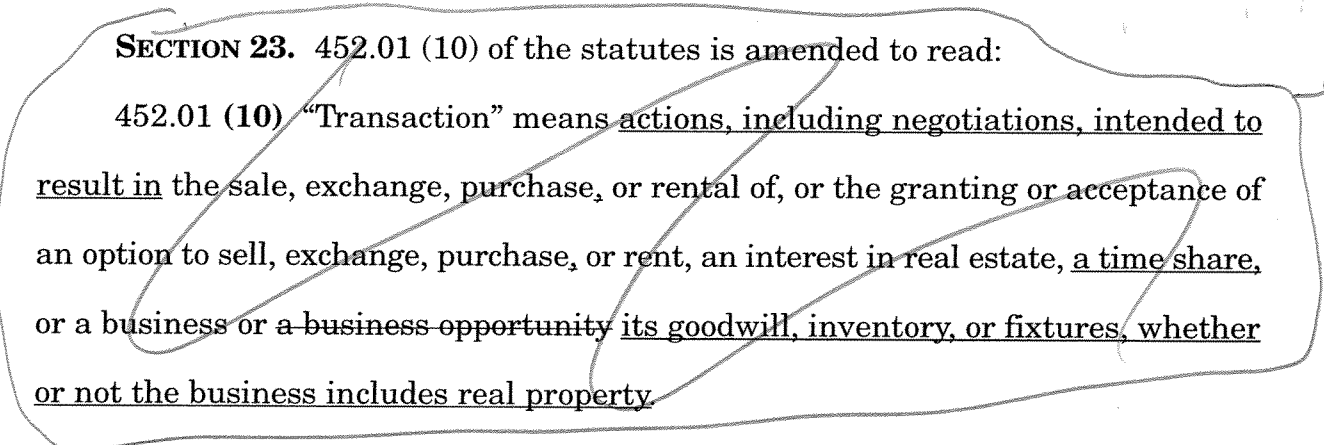 SECTION 23. 452.01 (10) of the statutes is amended to read:
452.01 (10) “Transaction” means actions, including negotiations, intended to
result in the sale, exchange, purchase, or rental of, or the granting or acceptance of
an option to sell, exchange, purchase, or rent, an interest in real estate, a time share,
or a business or a business opportunity its goodwill, inventory, or fixtures, whether
or not the business includes real property.